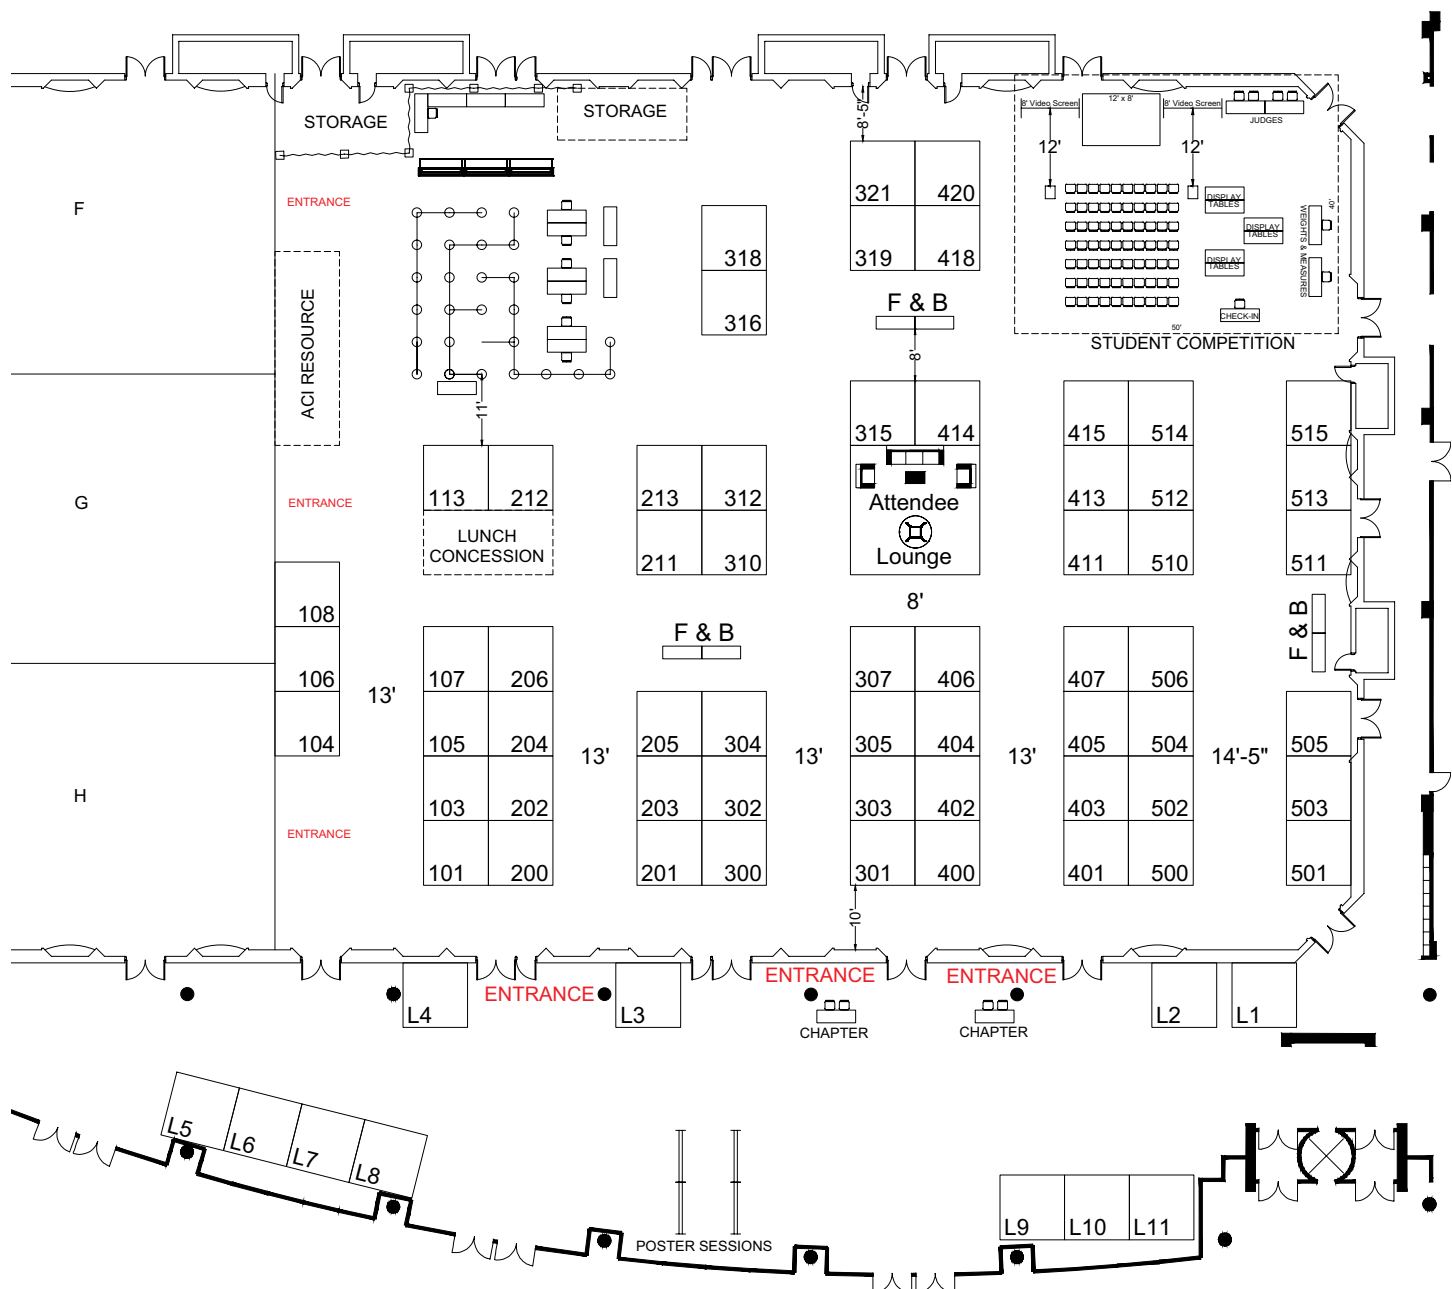 STORAGE
STORAGE
8'-5"
8' Video Screen
12' x 8'
8' Video Screen
JUDGES
12'
12'
F
ENTRANCE
321
420
DISPLAY
TABLES
DISPLAY
TABLES
DISPLAY
TABLES
WEIGHTS & MEASURES
40'
318
319
418
ACI RESOURCE
316
F & B
CHECK-IN
50'
STUDENT COMPETITION
8'
11'
315
414
415
514
515
G
ENTRANCE
113
212
213
312
Attendee
Lounge
413
512
513
LUNCH
CONCESSION
211
310
411
510
511
8'
108
F & B
F & B
106
13'
107
206
307
406
407
506
104
105
204
13'
205
304
13'
305
404
13'
405
504
14'-5"
505
H
103
202
203
302
303
402
403
502
503
ENTRANCE
101
200
201
300
301
400
401
500
501
10'
ENTRANCE
ENTRANCE
ENTRANCE
L4
L3
L2
L1
CHAPTER
CHAPTER
L5
L6
L7
L8
L9
L10
L11
POSTER SESSIONS